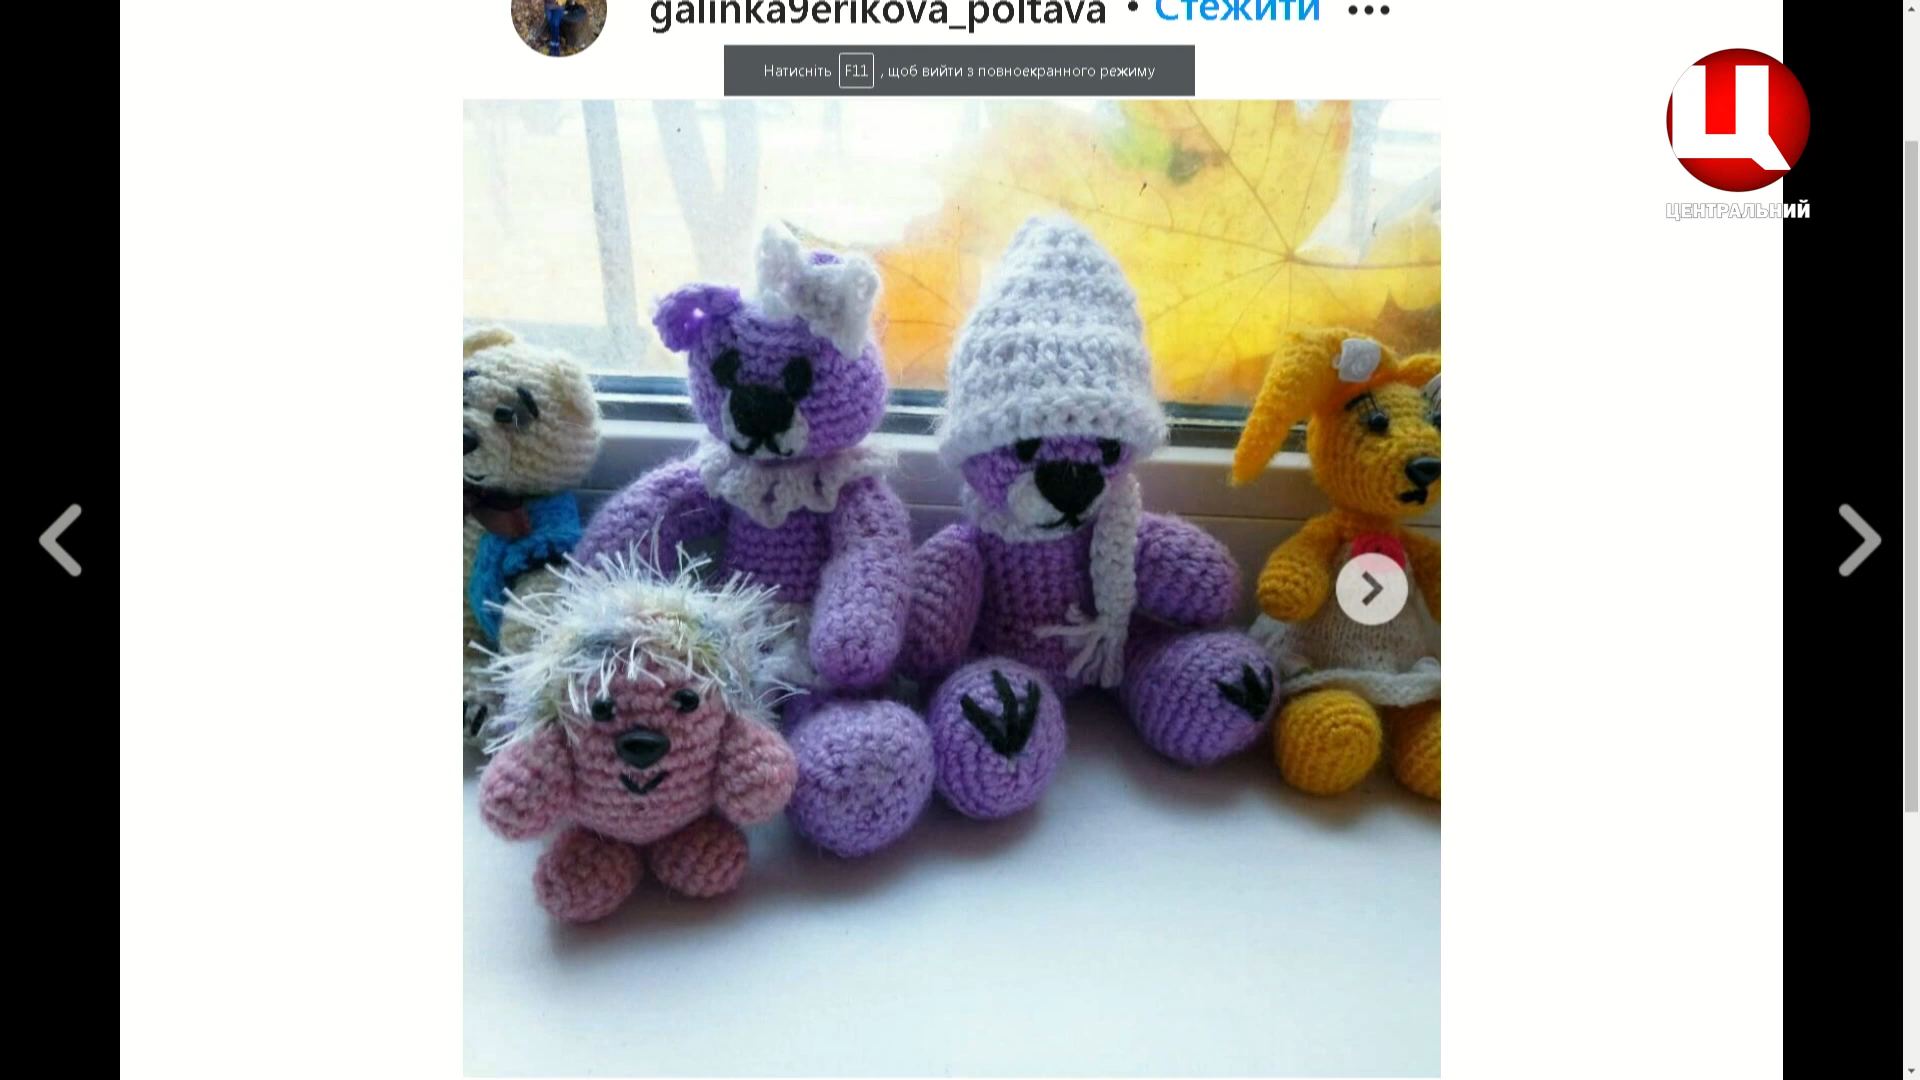 galinka9erikova_poltava • Стежити
Натисніть F11 , щоб вийти з повноекранного режиму
Ц
ЦЕНТРАЛЬНИЙ